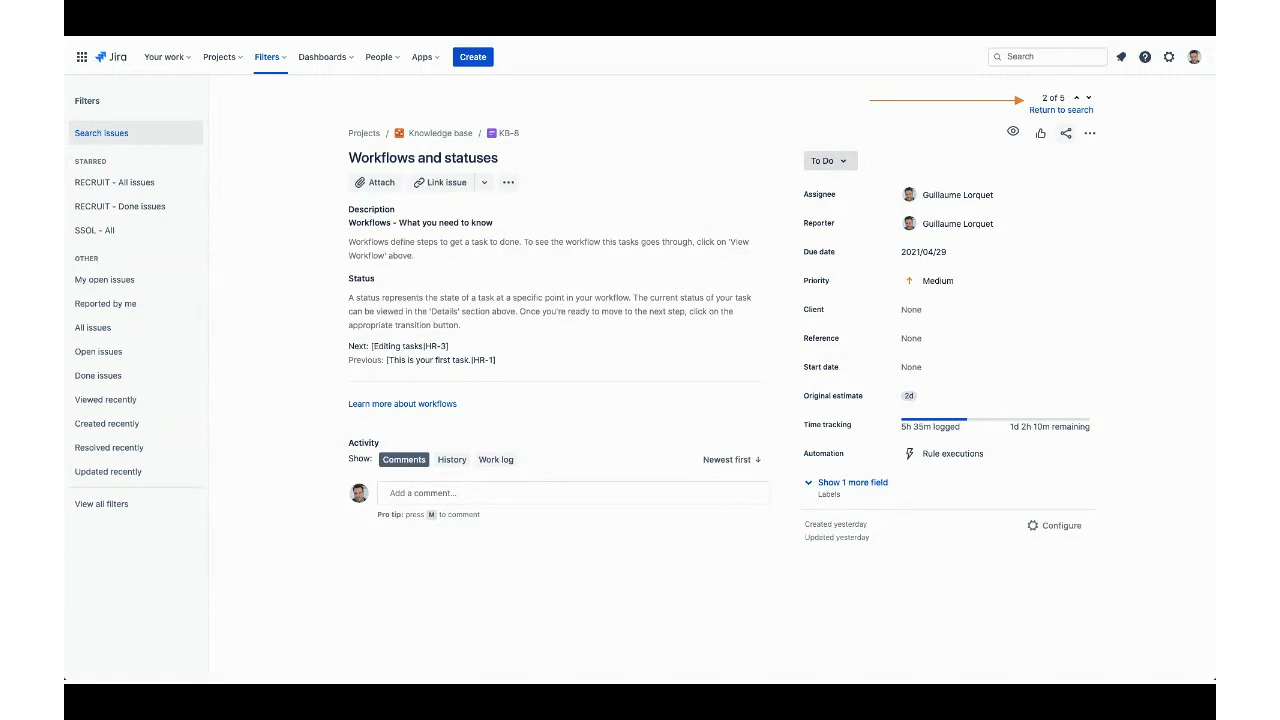 Jira Your work Projects Filters Dashboards People Apps Create Search
Filters
Search issues
STARRED
RECRUIT - All issues
RECRUIT - Done issues
SSOL - All
OTHER
My open issues
Reported by me
All issues
Open issues
Done issues
Viewed recently
Created recently
Resolved recently
Updated recently
View all filters
2 of 5
Return to search
Projects / Knowledge base / KB-8
Workflows and statuses
Attach Link issue
Description
Workflows - What you need to know
Workflows define steps to get a task to done. To see the workflow this tasks goes through, click on 'View
Workflow' above.
Status
A status represents the state of a task at a specific point in your workflow. The current status of your task
can be viewed in the 'Details' section above. Once you're ready to move to the next step, click on the
appropriate transition button.
Next: [Editing tasks|HR-3]
Previous: [This is your first task.|HR-1]
Learn more about workflows
Activity
Show: Comments History Work log Newest first
Add a comment...
Pro tip: press M to comment
To Do
Assignee Guillaume Lorquet
Reporter Guillaume Lorquet
Due date 2021/04/29
Priority Medium
Client None
Reference None
Start date None
Original estimate 2d
Time tracking 5h 35m logged 1d 2h 10m remaining
Automation Rule executions
Show 1 more field
Labels
Created yesterday
Updated yesterday
Configure